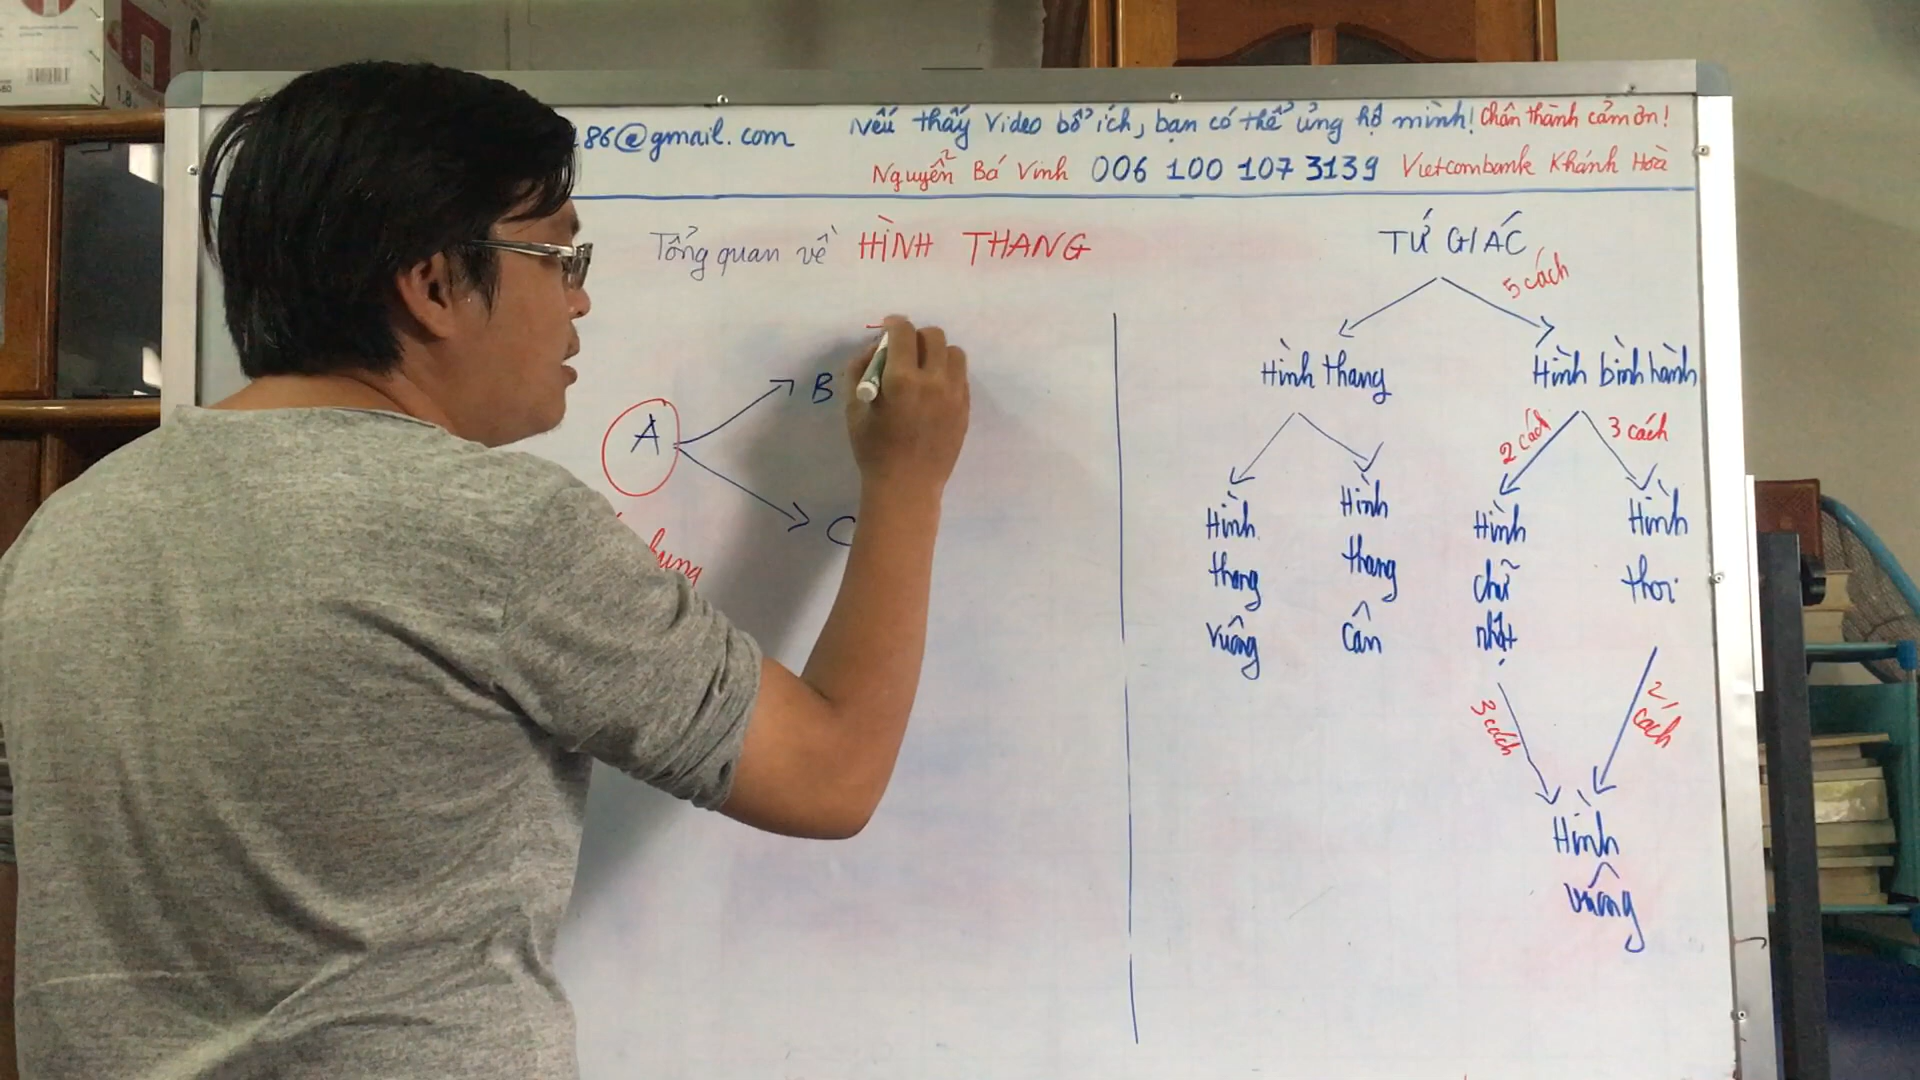 86@gmail.com
Nếu thấy Video bổ ích, bạn có thể ủng hộ mình! Chân thành cảm ơn!
Nguyễn Bá Vinh 006 100 107 3139 Vietcombank Khánh Hoà
Tổng quan về HÌNH THANG
A
B
C
TỨ GIÁC
5 cách
Hình thang
Hình bình hành
2 cách
3 cách
Hình thang vuông
Hình thang cân
Hình chữ nhật
Hình thoi
3 cách
2 cách
Hình vuông